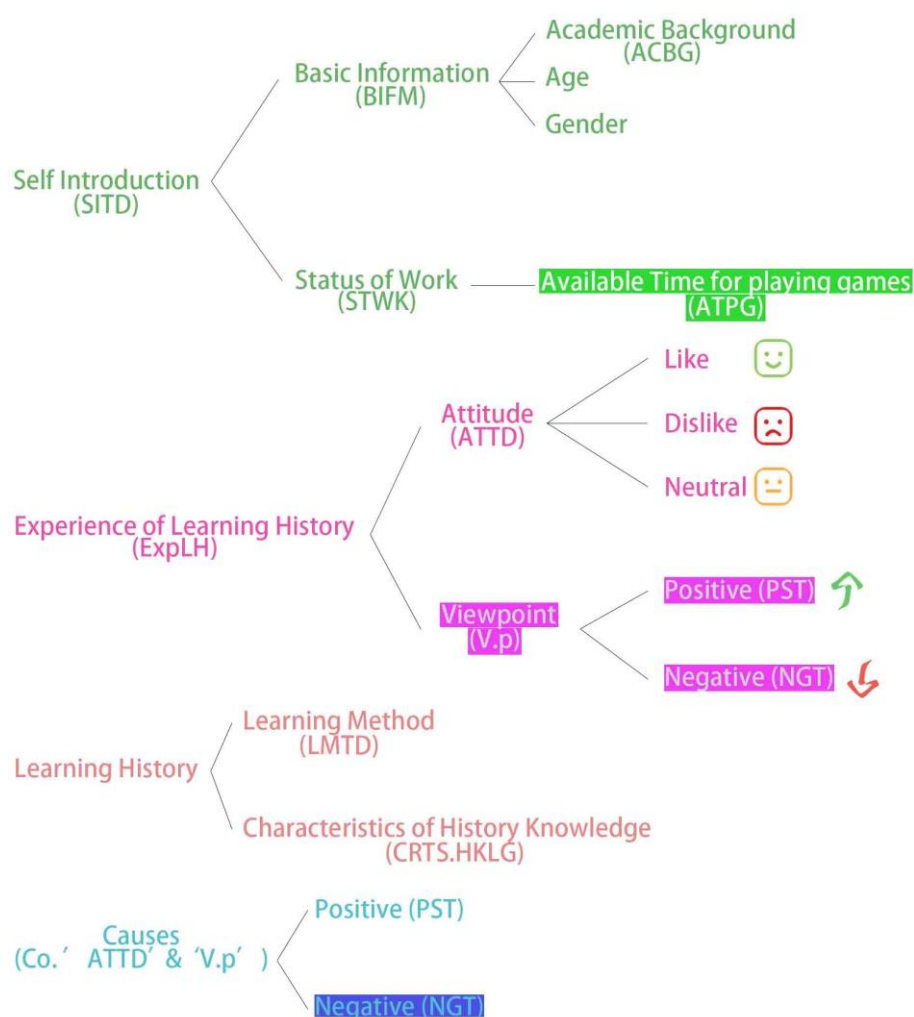 Academic Background
(ACBG)
Basic Information
(BIFM)
Age
Gender
Self Introduction
(SITD)
Status of Work
(STWK)
Available Time for playing games
(ATPG)
Like
Attitude
(ATTD)
Dislike
Neutral
Experience of Learning History
(ExpLH)
Viewpoint
(V.p)
Positive (PST)
Negative (NGT)
Learning Method
(LMTD)
Learning History
Characteristics of History Knowledge
(CRTS.HKLG)
Positive (PST)
Causes
(Co.′ ATTD′ & ‘V.p′ )
Negative (NGT)